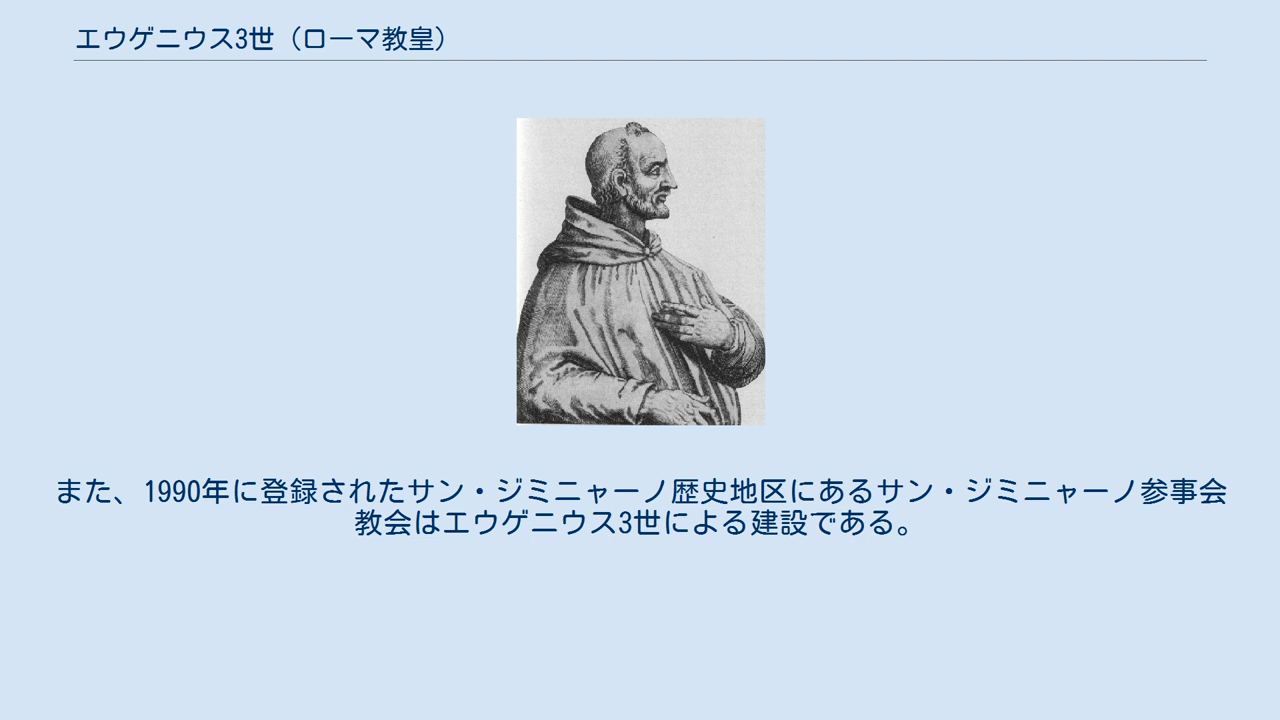 エウゲニウス3世（ローマ教皇）
また、1990年に登録されたサン・ジミニャーノ歴史地区にあるサン・ジミニャーノ参事会
教会はエウゲニウス3世による建設である。